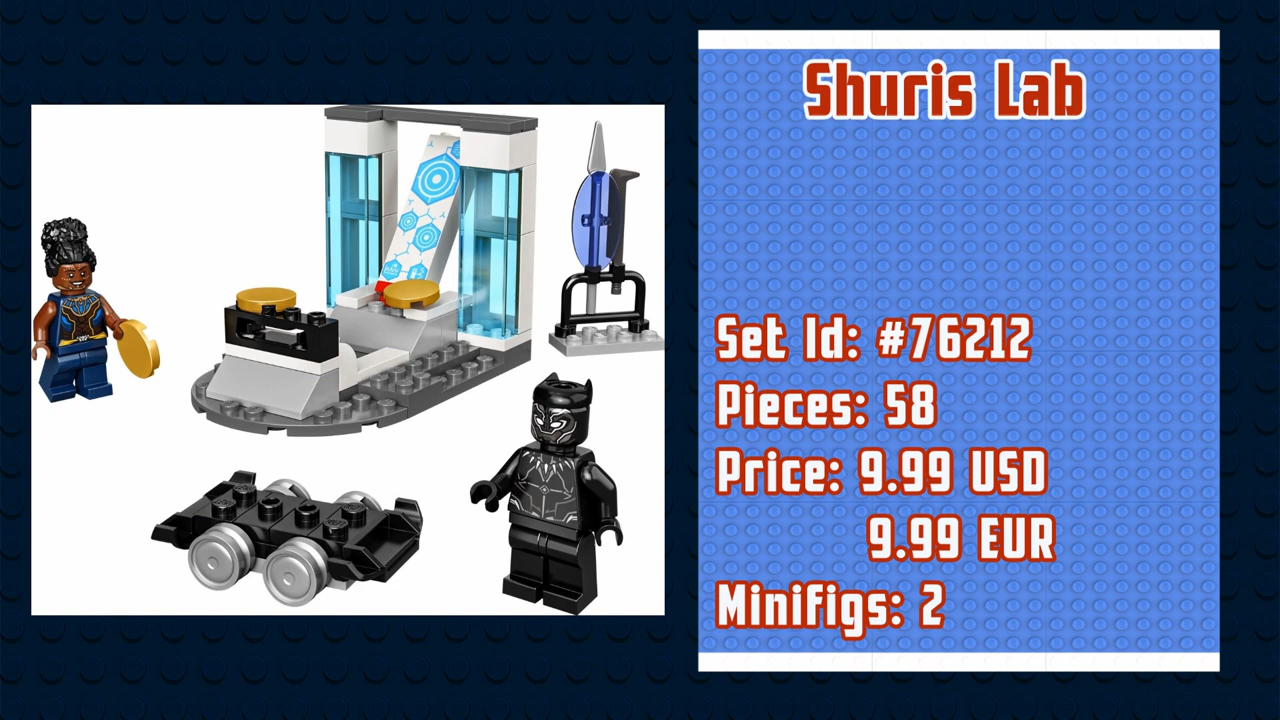 Shuris Lab
Set Id: #76212
Pieces: 58
Price: 9.99 USD
9.99 EUR
Minifigs: 2